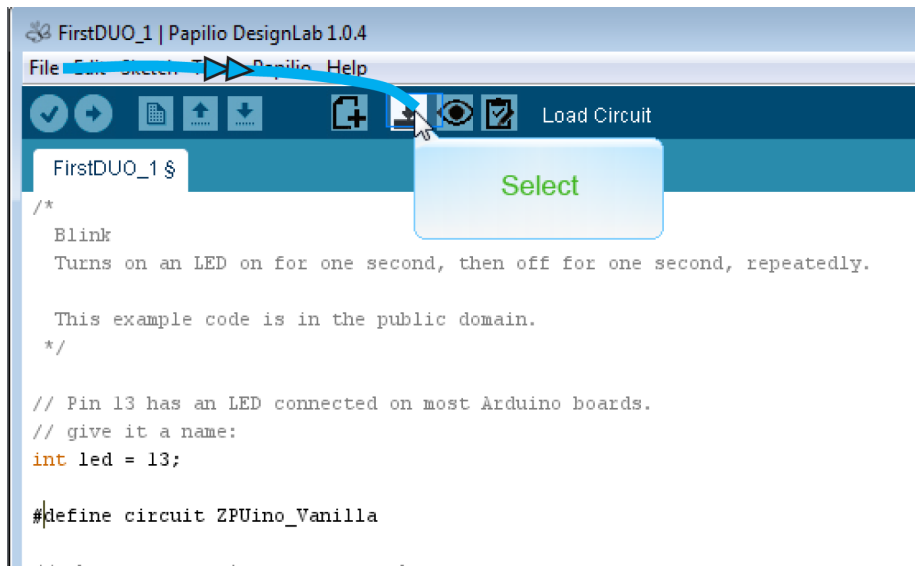 FirstDUO_1 | Papilio DesignLab 1.0.4
File Edit Sketch Papilio Help
Load Circuit
FirstDUO_1 §
Select
/*
Blink
Turns on an LED on for one second, then off for one second, repeatedly.
This example code is in the public domain.
*/
// Pin 13 has an LED connected on most Arduino boards.
// give it a name:
int led = 13;
#define circuit ZPUino_Vanilla